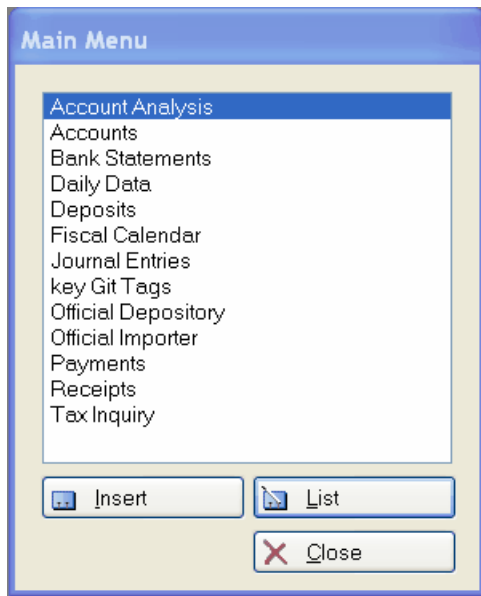 Main Menu
Account Analysis
Accounts
Bank Statements
Daily Data
Deposits
Fiscal Calendar
Journal Entries
key Git Tags
Official Depository
Official Importer
Payments
Receipts
Tax Inquiry
Insert
List
Close